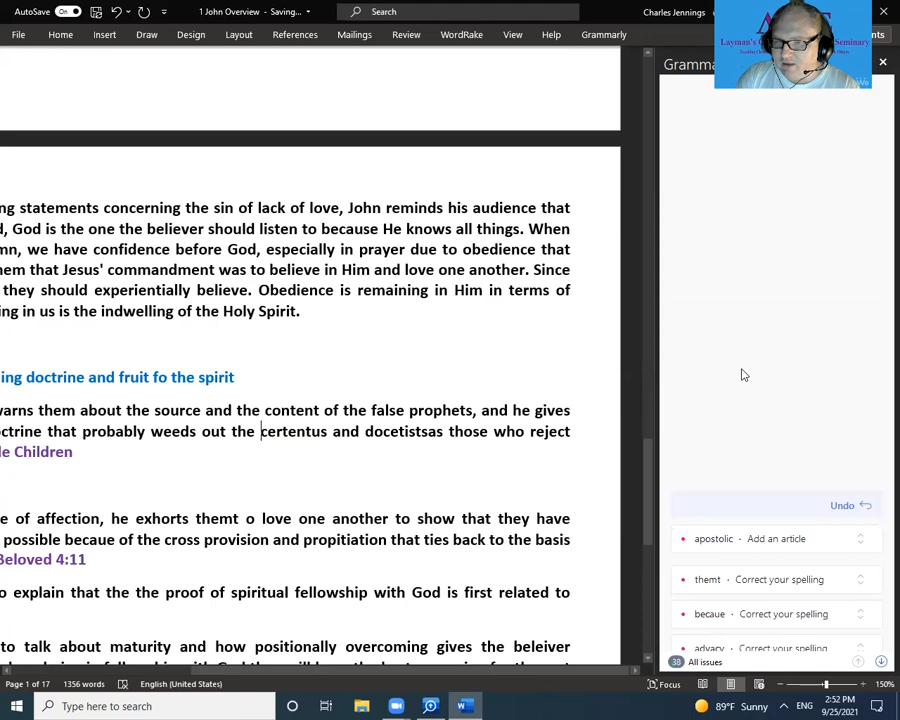 AutoSave On 1 John Overview - Saving... Search Charles Jennings
File Home Insert Draw Design Layout References Mailings Review WordRake View Help Grammarly
Layman's Seminary
ng statements concerning the sin of lack of love, John reminds his audience that
d, God is the one the believer should listen to because He knows all things. When
mn, we have confidence before God, especially in prayer due to obedience that
hem that Jesus' commandment was to believe in Him and love one another. Since
they should experientially believe. Obedience is remaining in Him in terms of
ing in us is the indwelling of the Holy Spirit.
ing doctrine and fruit fo the spirit
warns them about the source and the content of the false prophets, and he gives
octrine that probably weeds out the certentus and docetistsas those who reject
le Children
e of affection, he exhorts themt o love one another to show that they have
possible becaue of the cross provision and propitiation that ties back to the basis
Beloved 4:11
o explain that the the proof of spiritual fellowship with God is first related to
to talk about maturity and how positionally overcoming gives the beleiver
Undo
apostolic · Add an article
themt · Correct your spelling
becaue · Correct your spelling
advacy · Correct your spelling
38 All issues
Page 1 of 17 1356 words English (United States) Focus 150%
Type here to search 89°F Sunny ENG 2:52 PM
9/25/2021